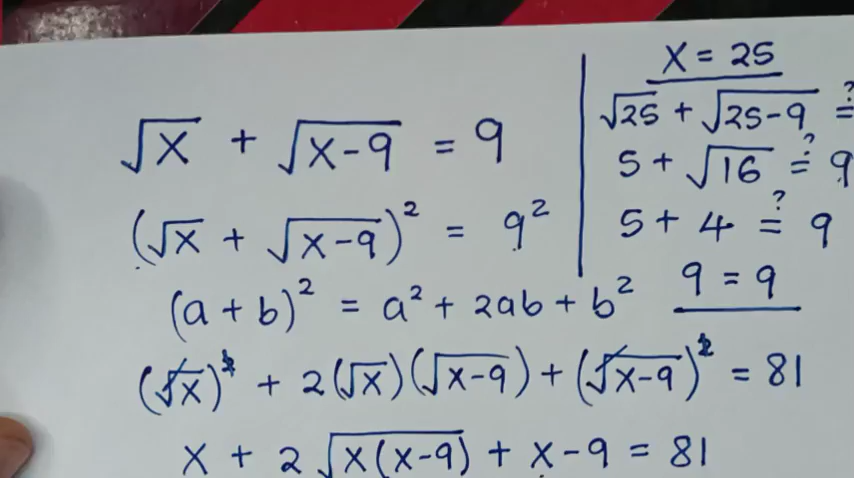 √x + √(x-9) = 9
(√x + √(x-9))² = 9²
(a + b)² = a² + 2ab + b²
(√x)² + 2(√x)(√(x-9)) + (√(x-9))² = 81
x + 2√(x(x-9)) + x-9 = 81
x = 25
√25 + √(25-9) ≟
5 + √16 ≟ 9
5 + 4 ≟ 9
9 = 9